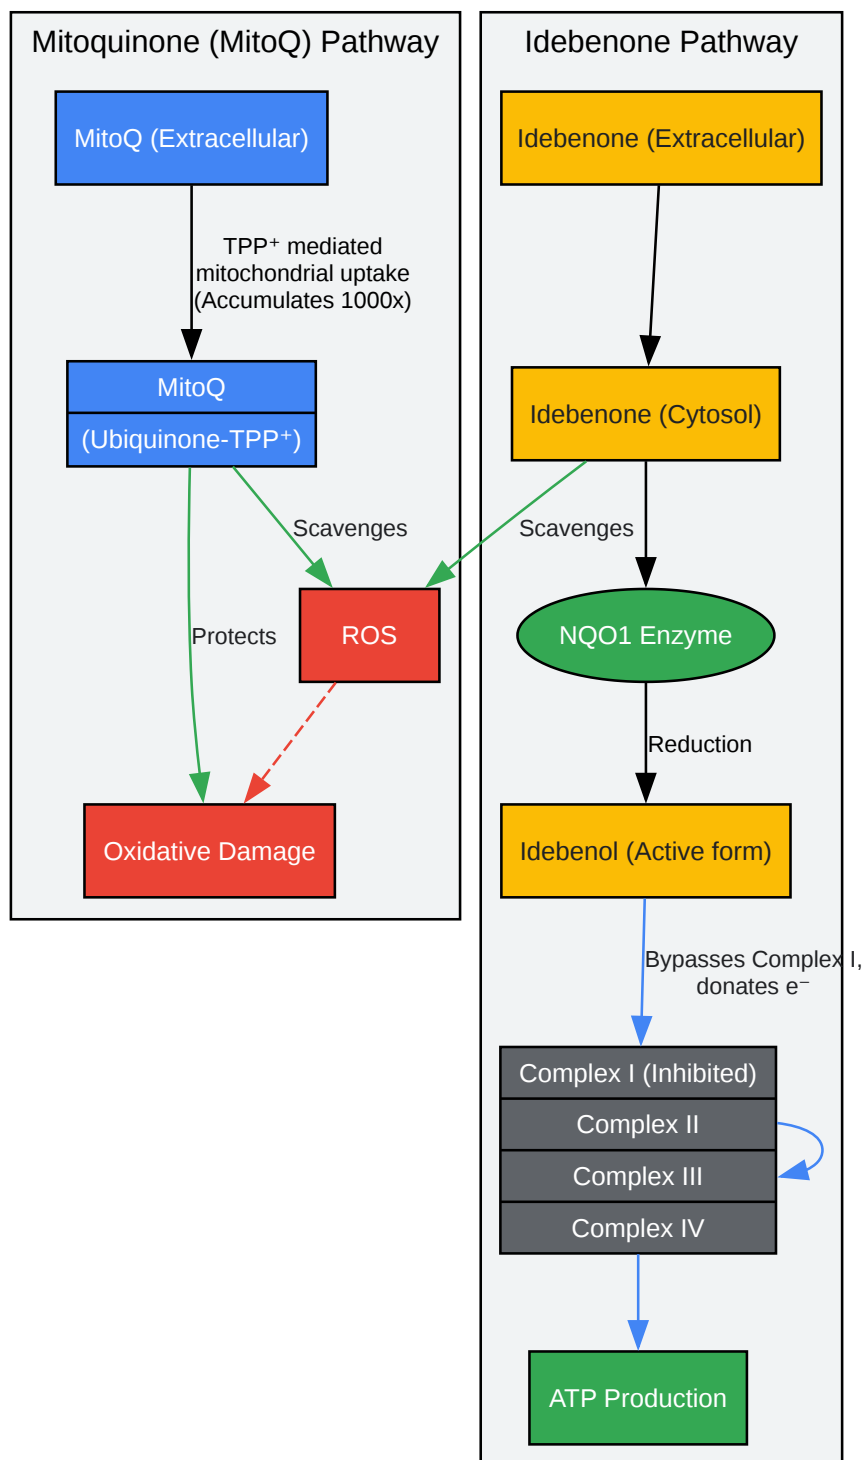 Mitoquinone (MitoQ) Pathway
MitoQ (Extracellular)
TPP⁺ mediated
mitochondrial uptake
(Accumulates 1000x)
MitoQ
(Ubiquinone-TPP⁺)
Scavenges
Protects
ROS
Oxidative Damage
Idebenone Pathway
Idebenone (Extracellular)
Idebenone (Cytosol)
Scavenges
NQO1 Enzyme
Reduction
Idebenol (Active form)
Bypasses Complex I,
donates e⁻
Complex I (Inhibited)
Complex II
Complex III
Complex IV
ATP Production